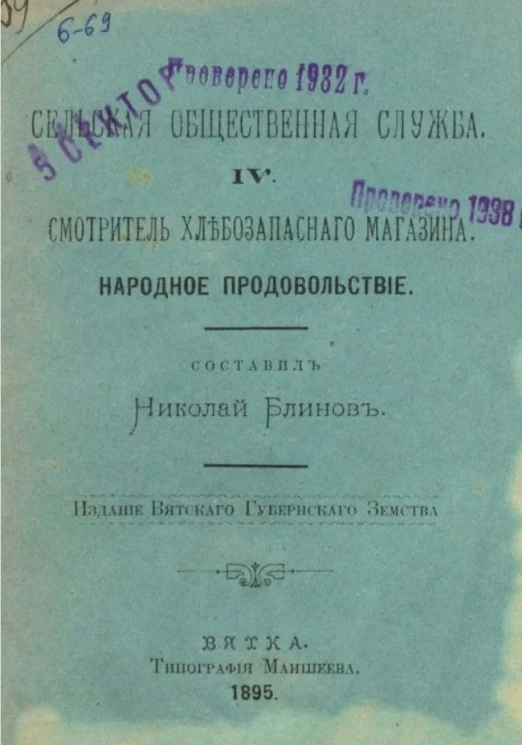 6-69
Проверено 1932 г.
СЕКТОР
СЕЛЬСКАЯ ОБЩЕСТВЕННАЯ СЛУЖБА.
IV.
Проверено 1938
СМОТРИТЕЛЬ ХЛѢБОЗАПАСНАГО МАГАЗИНА.
НАРОДНОЕ ПРОДОВОЛЬСТВІЕ.
СОСТАВИЛЪ
Николай Блиновъ.
Изданіе Вятскаго Губернскаго Земства
ВЯТКА.
Типографія Маишеева.
1895.